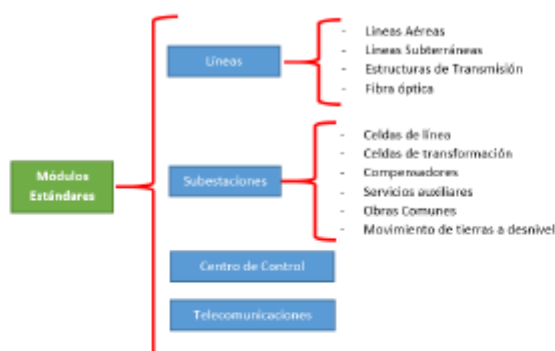 Módulos
Estándares
Líneas
- Líneas Aéreas
- Líneas Subterráneas
- Estructuras de Transmisión
- Fibra óptica
Subestaciones
- Celdas de línea
- Celdas de transformación
- Compensadores
- Servicios auxiliares
- Obras Comunes
- Movimiento de tierras a desnivel
Centro de Control
Telecomunicaciones